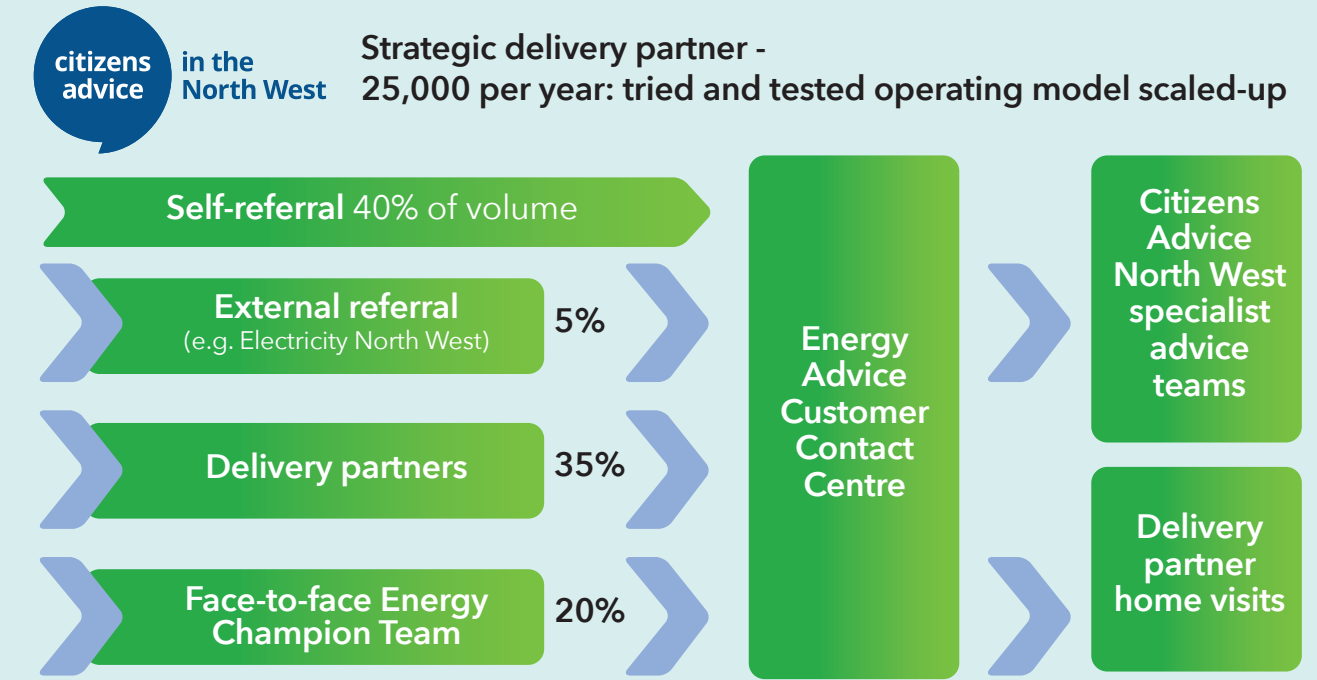 citizens
advice
in the
North West
Strategic delivery partner -
25,000 per year: tried and tested operating model scaled-up
Self-referral 40% of volume
External referral
(e.g. Electricity North West)
5%
Delivery partners
35%
Face-to-face Energy
Champion Team
20%
Energy
Advice
Customer
Contact
Centre
Citizens
Advice
North West
specialist
advice
teams
Delivery
partner
home visits